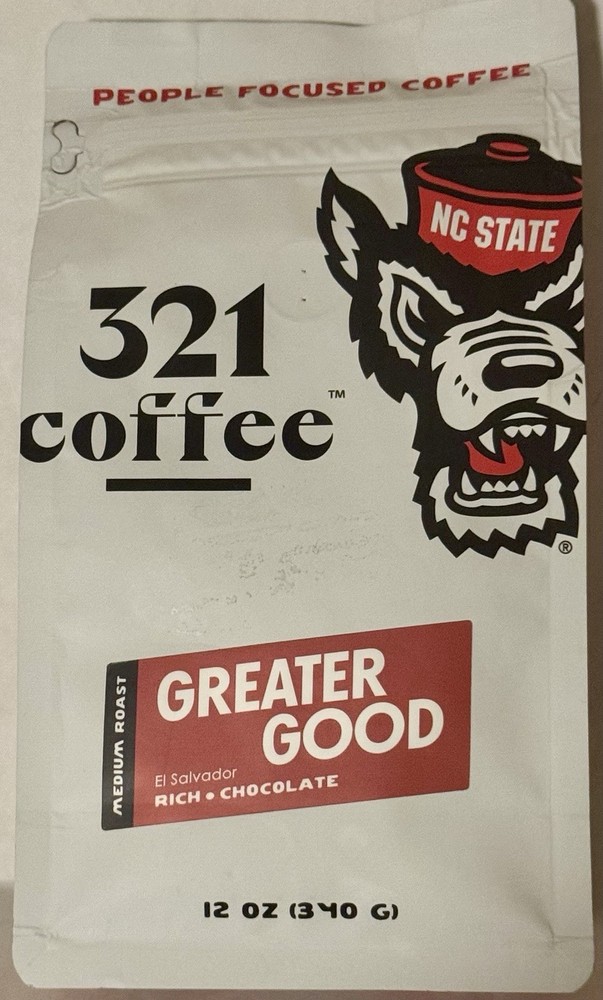 PEOPLE FOCUSED COFFEE
NC STATE
321
coffee™
®
GREATER
GOOD
MEDIUM ROAST
El Salvador
RICH • CHOCOLATE
12 OZ (340 G)